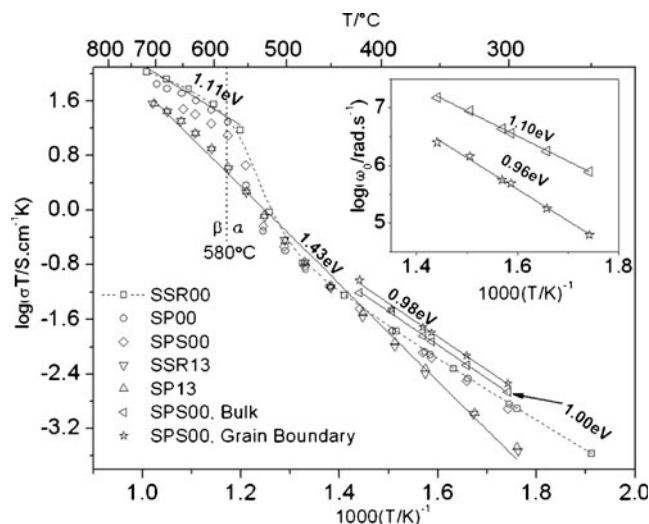 T/°C
800 700 600 500 400 300
1.6
0.8
0.0
-0.8
-1.6
-2.4
-3.2
log(σT/S.cm⁻¹K)
1.11eV
β α
580°C
1.43eV
0.98eV
1.00eV
SSR00
SP00
SPS00
SSR13
SP13
SPS00, Bulk
SPS00, Grain Boundary
7
6
5
log(ω₀/rad.s⁻¹)
1.10eV
0.96eV
1.4 1.6 1.8
1000(T/K)⁻¹
1.0 1.2 1.4 1.6 1.8 2.0
1000(T/K)⁻¹